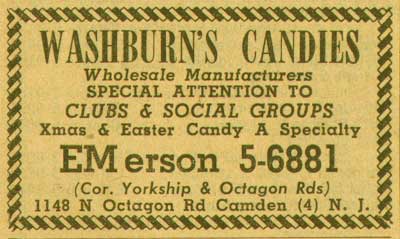 WASHBURN'S CANDIES
Wholesale Manufacturers
SPECIAL ATTENTION TO
CLUBS & SOCIAL GROUPS
Xmas & Easter Candy A Specialty
EMerson 5-6881
(Cor. Yorkship & Octagon Rds)
1148 N Octagon Rd Camden (4) N. J.